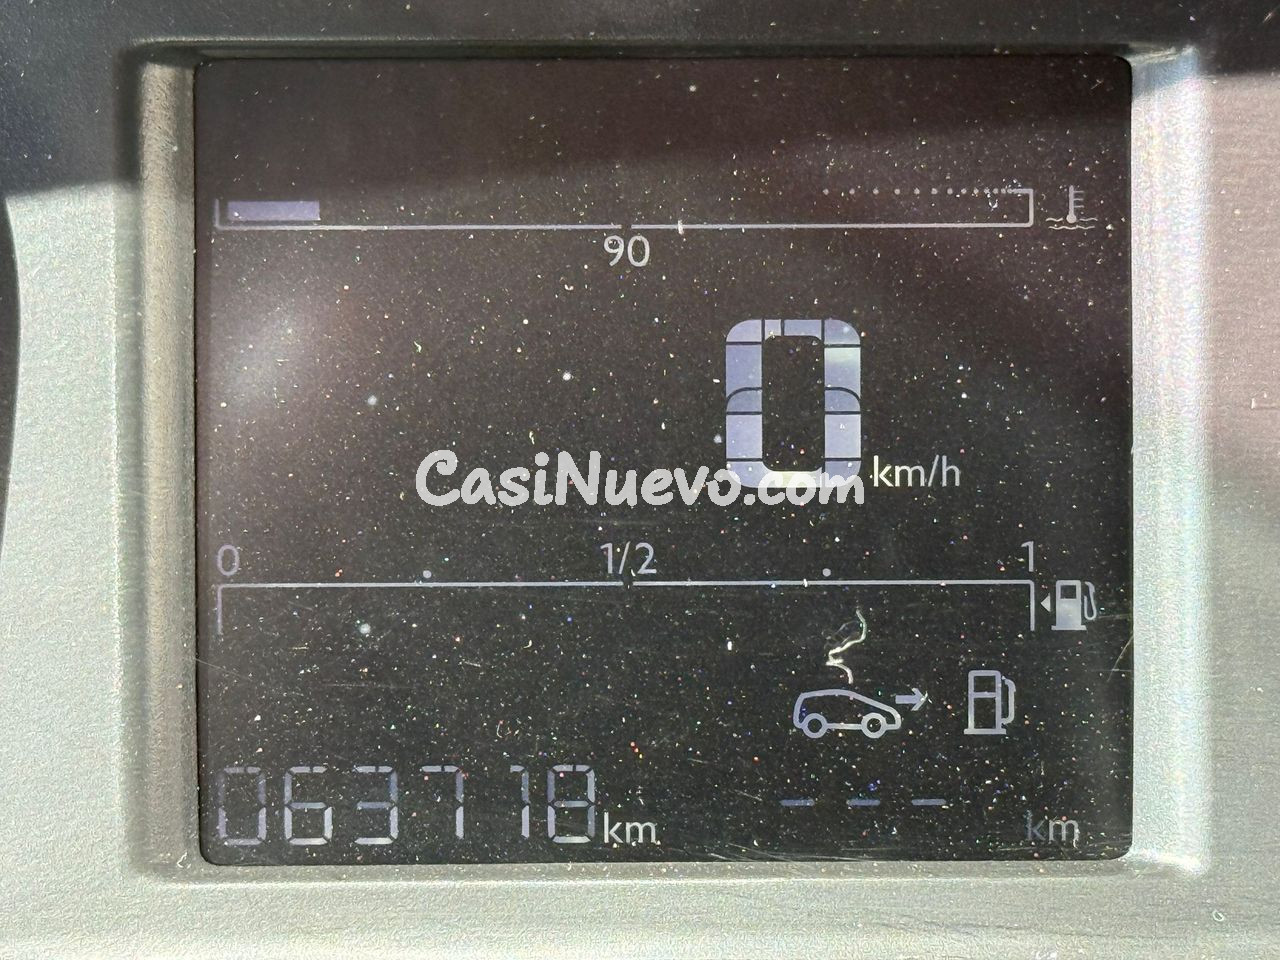 90
0 km/h
CasiNuevo.com
0 1/2 1
063718 km --- km